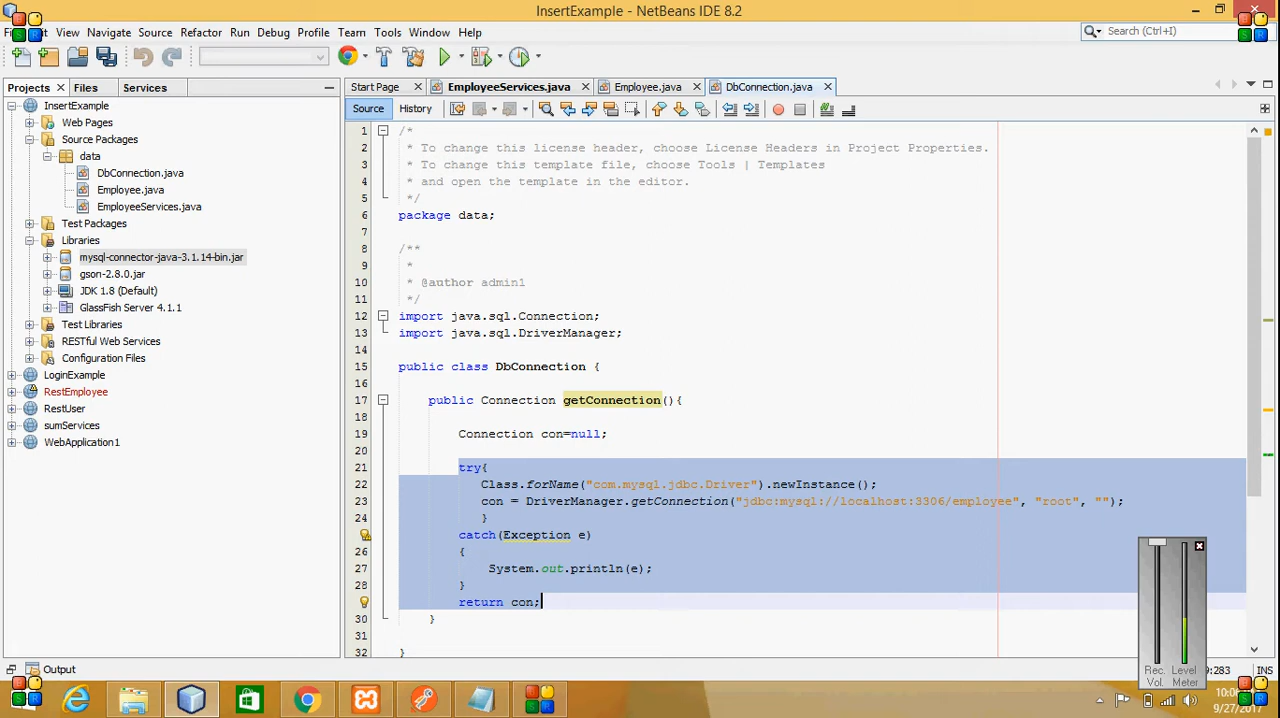 InsertExample - NetBeans IDE 8.2
View Navigate Source Refactor Run Debug Profile Team Tools Window Help
Search (Ctrl+I)
Projects Files Services
InsertExample
Web Pages
Source Packages
data
DbConnection.java
Employee.java
EmployeeServices.java
Test Packages
Libraries
mysql-connector-java-3.1.14-bin.jar
gson-2.8.0.jar
JDK 1.8 (Default)
GlassFish Server 4.1.1
Test Libraries
RESTful Web Services
Configuration Files
LoginExample
RestEmployee
RestUser
sumServices
WebApplication1
Start Page EmployeeServices.java Employee.java DbConnection.java
Source History
1 /*
2 * To change this license header, choose License Headers in Project Properties.
3 * To change this template file, choose Tools | Templates
4 * and open the template in the editor.
5 */
6 package data;
7
8 /**
9 *
10 * @author admin1
11 */
12 import java.sql.Connection;
13 import java.sql.DriverManager;
14
15 public class DbConnection {
16
17 public Connection getConnection(){
18
19 Connection con=null;
20
21 try{
22 Class.forName("com.mysql.jdbc.Driver").newInstance();
23 con = DriverManager.getConnection("jdbc:mysql://localhost:3306/employee", "root", "");
24 }
catch(Exception e)
26 {
27 System.out.println(e);
28 }
return con;
30 }
31
32 }
Rec. Level
Vol. Meter
Output
9:283 INS
S R
S R
S R
S R
10:0
9/27/2017